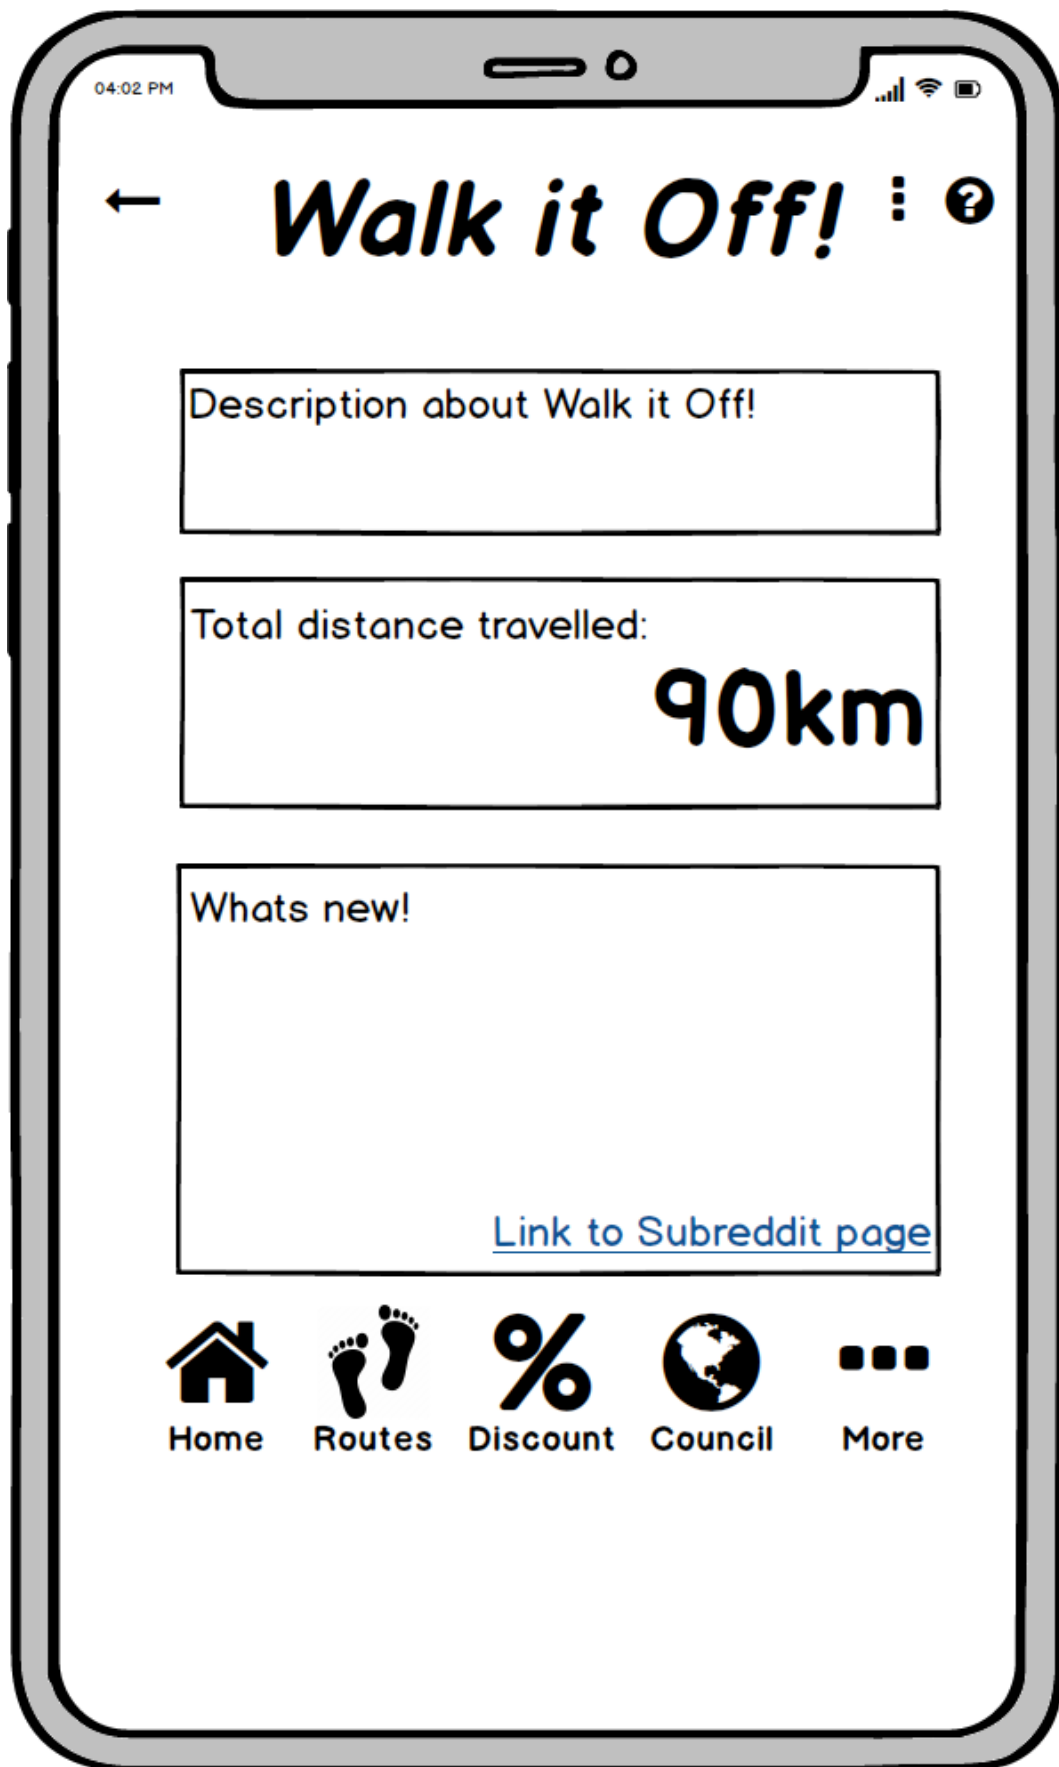 04:02 PM
Walk it Off!
Description about Walk it Off!
Total distance travelled:
90km
Whats new!
Link to Subreddit page
Home Routes Discount Council More